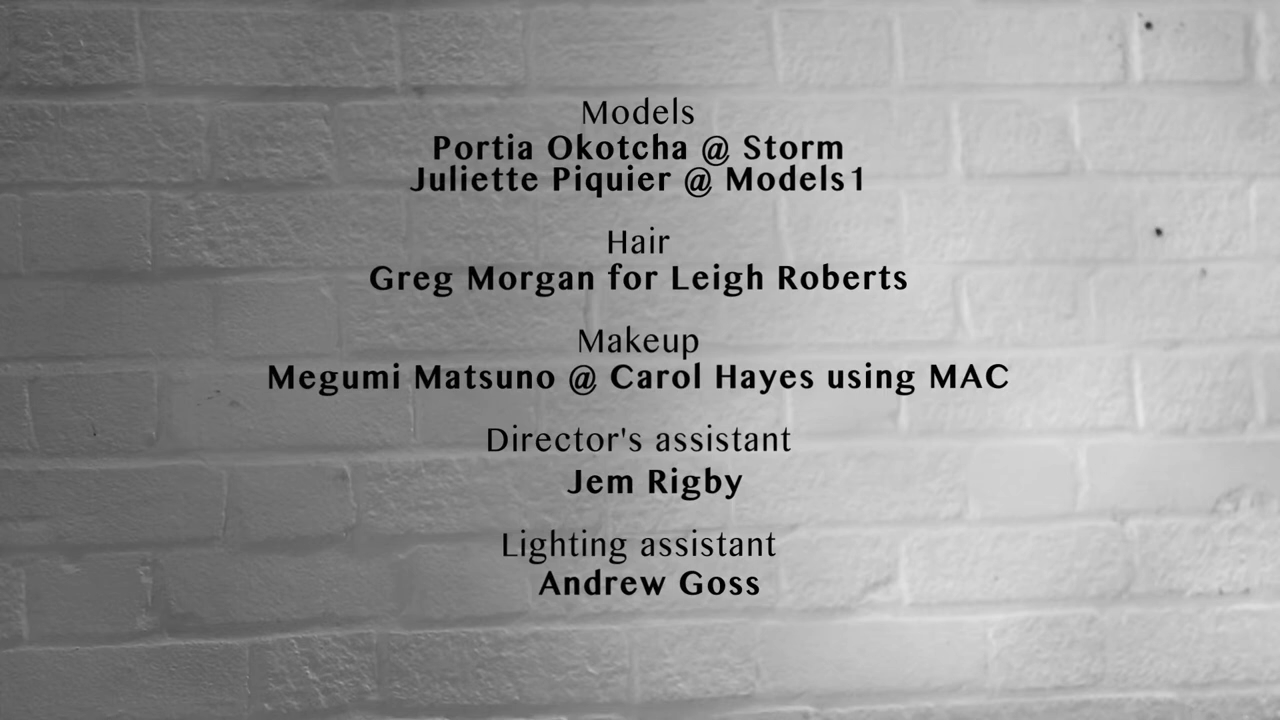 Models
Portia Okotcha @ Storm
Juliette Piquier @ Models1
Hair
Greg Morgan for Leigh Roberts
Makeup
Megumi Matsuno @ Carol Hayes using MAC
Director's assistant
Jem Rigby
Lighting assistant
Andrew Goss